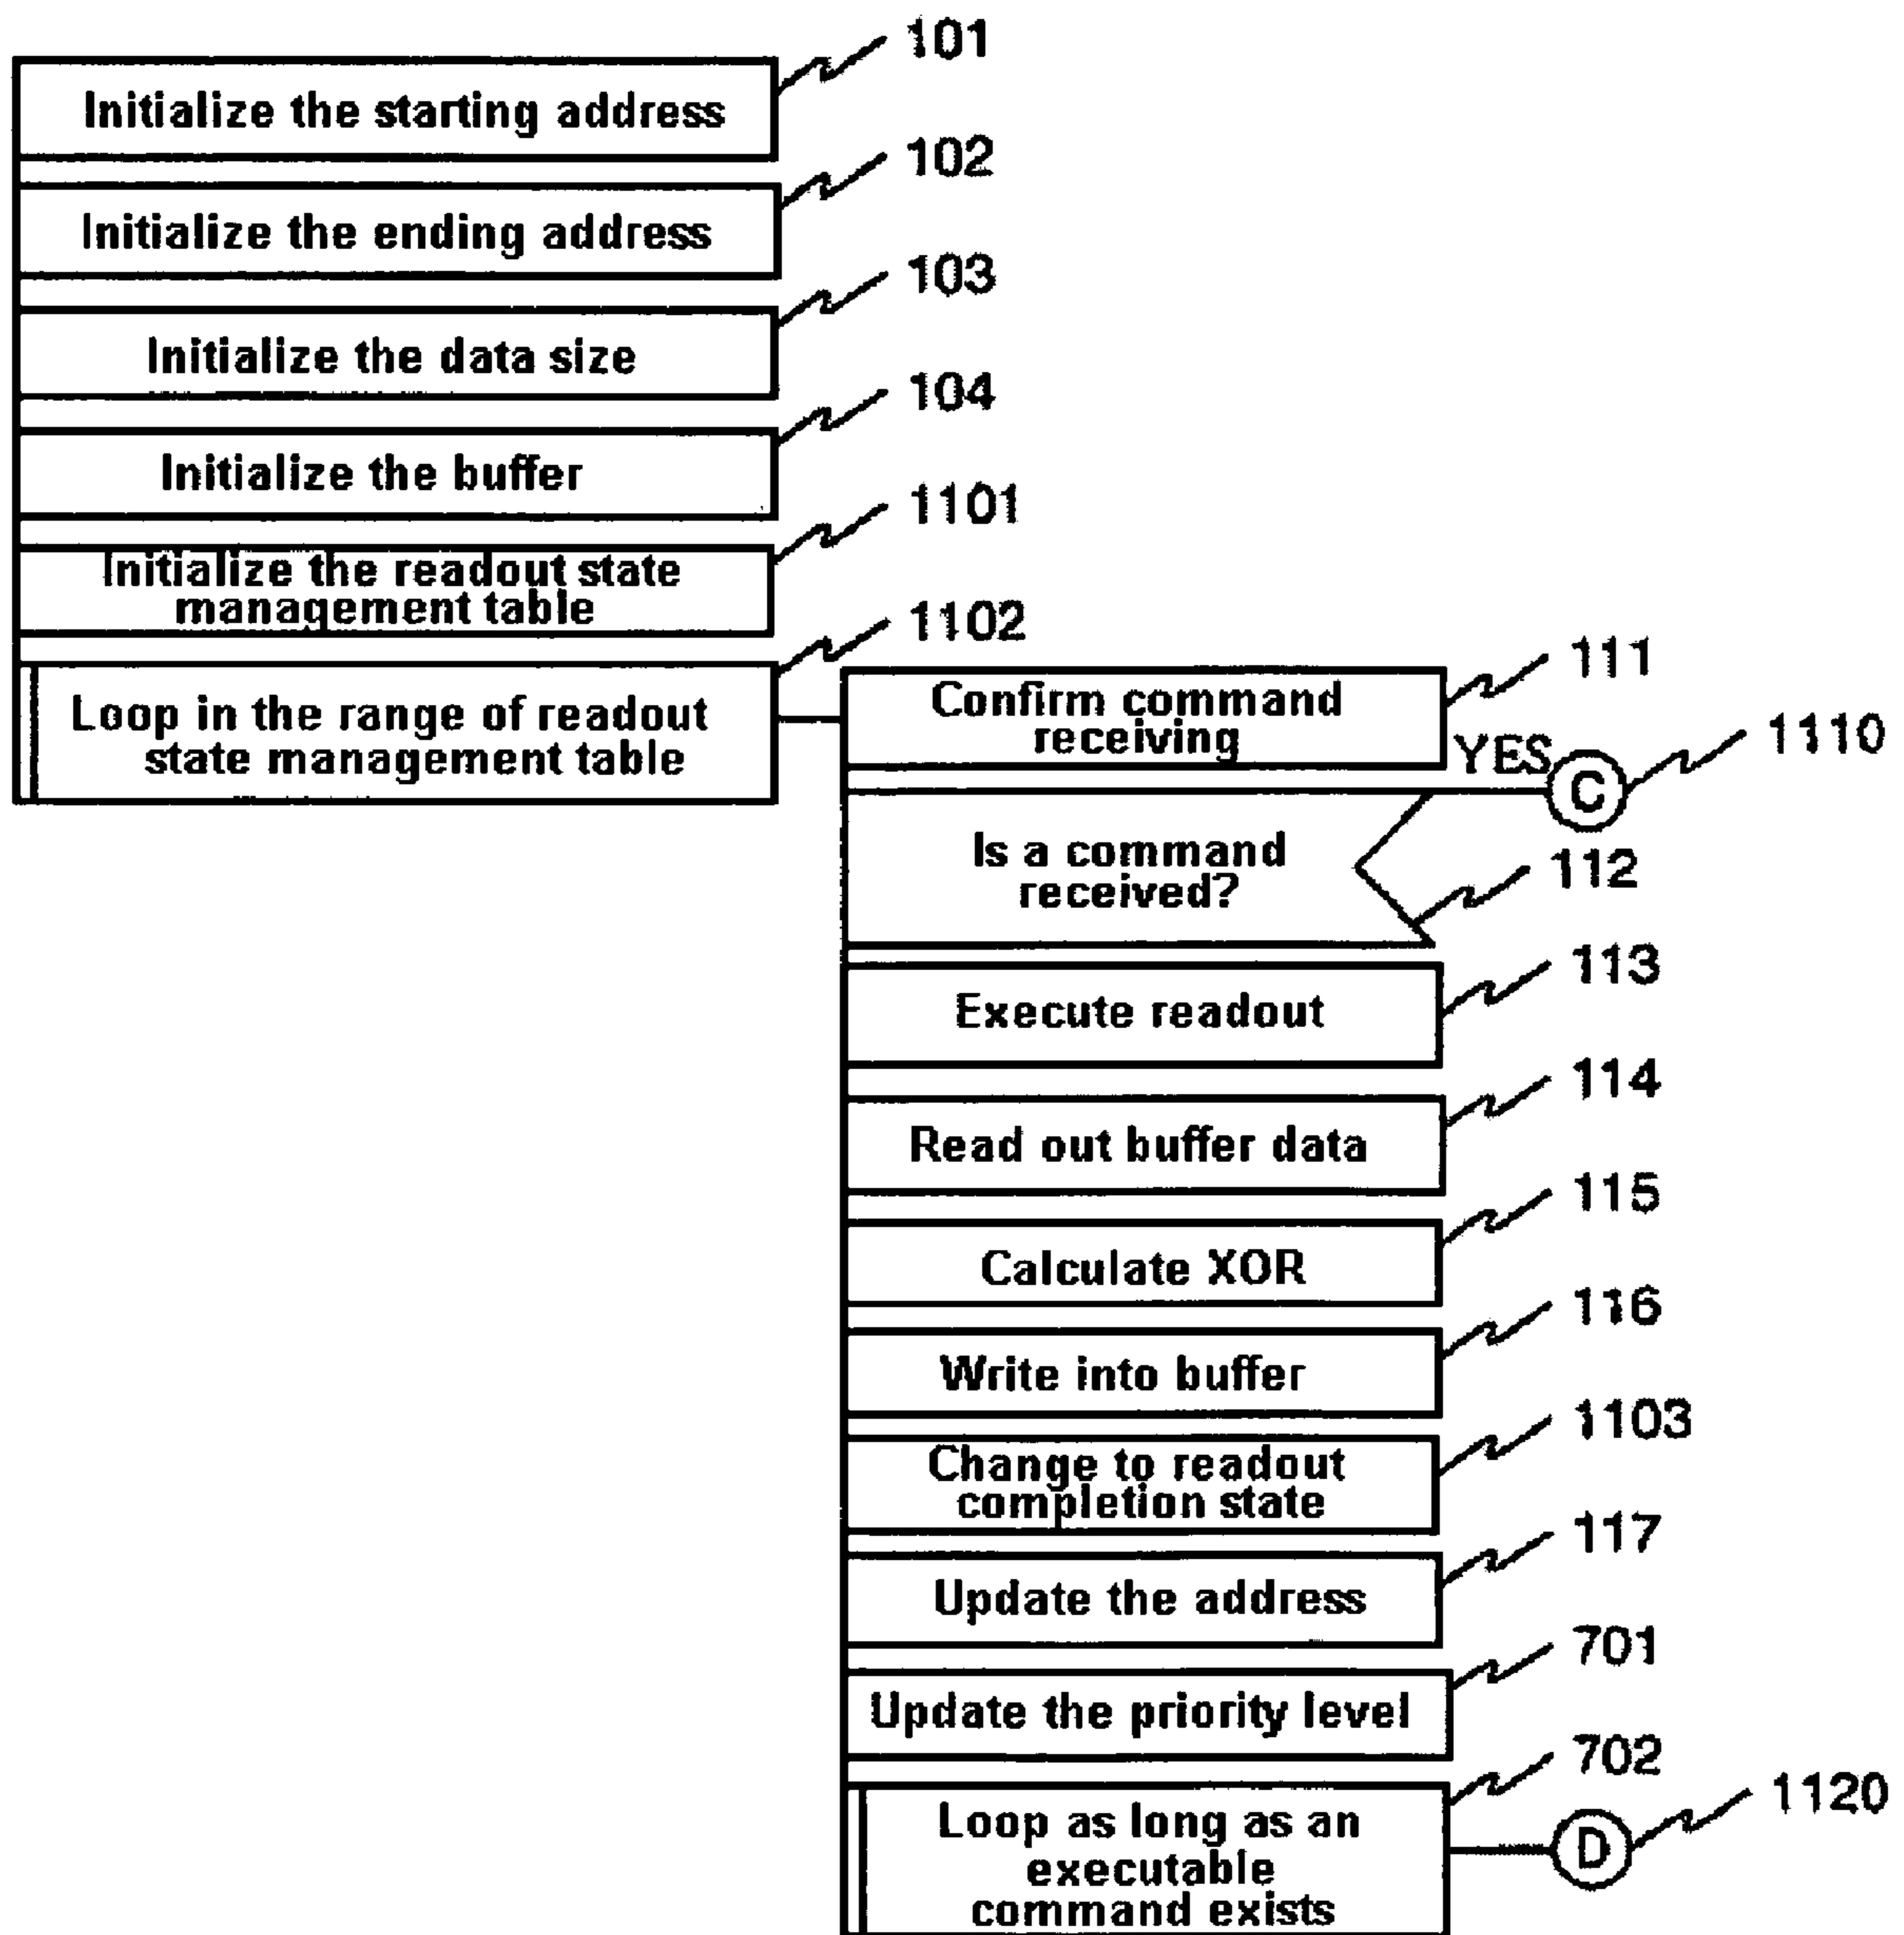 101
Initialize the starting address
102
Initialize the ending address
103
Initialize the data size
104
Initialize the buffer
1101
Initialize the readout state
management table
1102
Loop in the range of readout
state management table
111
Confirm command
receiving
YES
C
1110
Is a command
received?
112
113
Execute readout
114
Read out buffer data
115
Calculate XOR
116
Write into buffer
1103
Change to readout
completion state
117
Update the address
701
Update the priority level
702
Loop as long as an
executable
command exists
D
1120